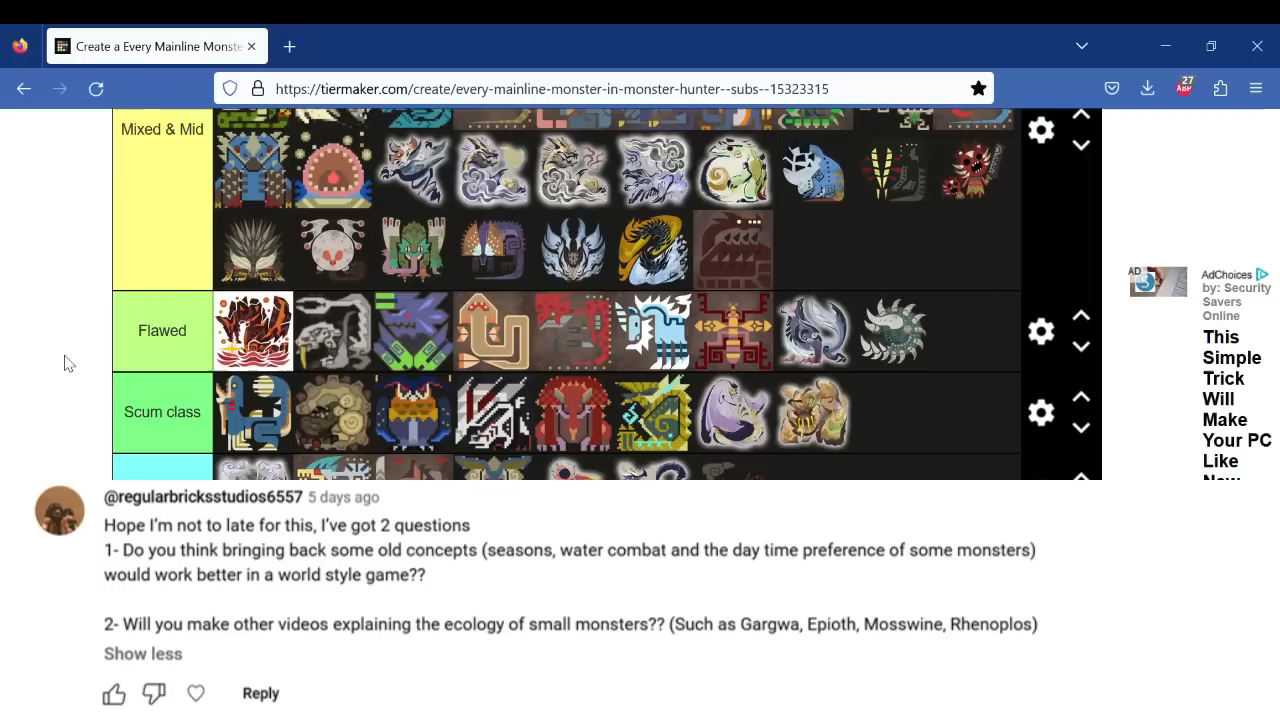 Create a Every Mainline Monste
https://tiermaker.com/create/every-mainline-monster-in-monster-hunter--subs--15323315
27
ABP
Mixed & Mid
Flawed
Scum class
AD
AdChoices
by: Security
Savers
Online
This
Simple
Trick
Will
Make
Your PC
Like
New
@regularbricksstudios6557 5 days ago
Hope I'm not to late for this, I've got 2 questions
1- Do you think bringing back some old concepts (seasons, water combat and the day time preference of some monsters)
would work better in a world style game??
2- Will you make other videos explaining the ecology of small monsters?? (Such as Gargwa, Epioth, Mosswine, Rhenoplos)
Show less
Reply